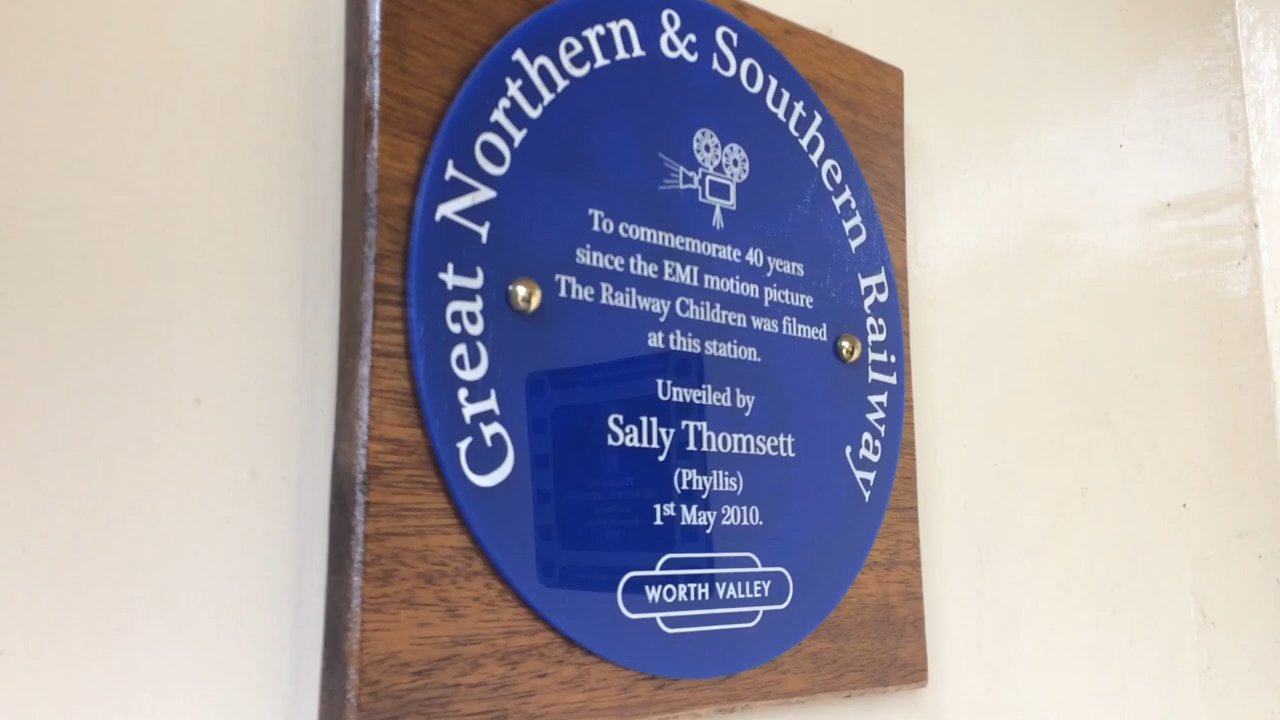 Great Northern & Southern Railway
To commemorate 40 years
since the EMI motion picture
The Railway Children was filmed
at this station.
Unveiled by
Sally Thomsett
(Phyllis)
1st May 2010.
WORTH VALLEY